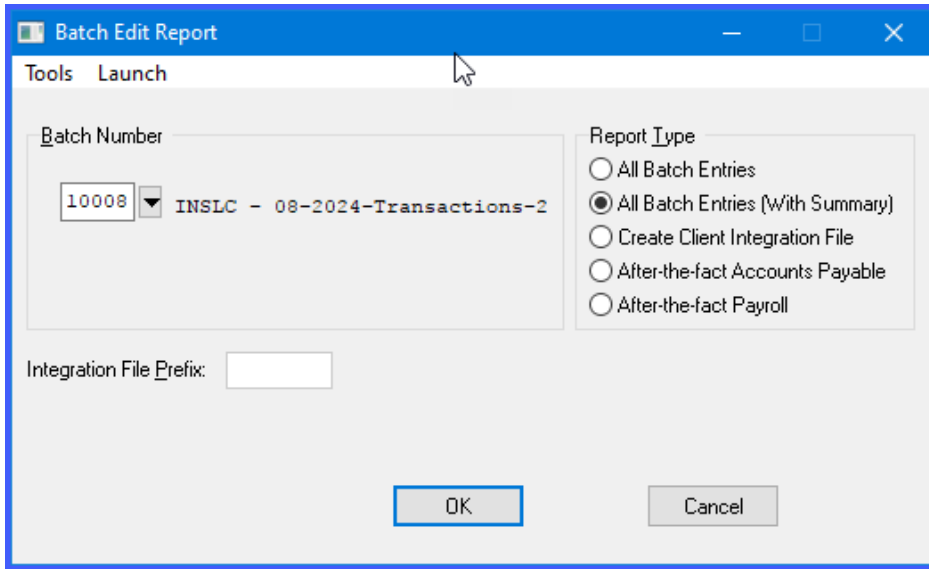 Batch Edit Report
Tools Launch
Batch Number
10008 INSLC - 08-2024-Transactions-2
Report Type
All Batch Entries
All Batch Entries (With Summary)
Create Client Integration File
After-the-fact Accounts Payable
After-the-fact Payroll
Integration File Prefix:
OK Cancel